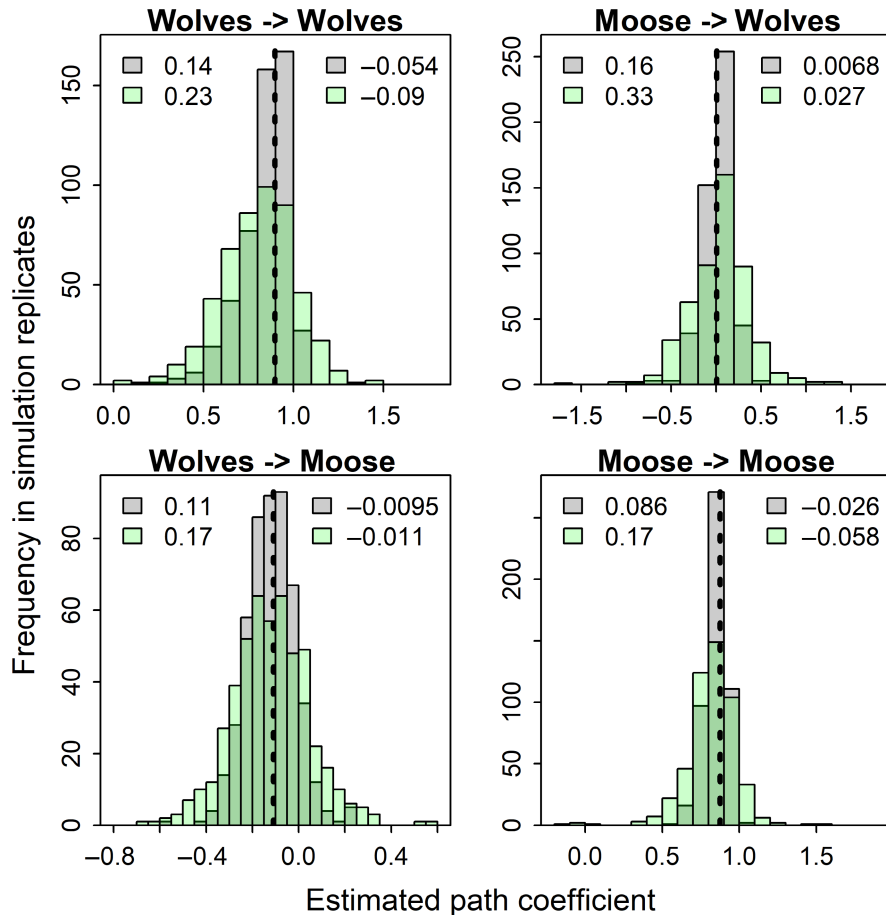 Wolves -> Wolves
Moose -> Wolves
0.14 −0.054
0.23 −0.09
0.16 0.0068
0.33 0.027
0 50 100 150
0 50 100 150 200 250
0.0 0.5 1.0 1.5
−1.5 −0.5 0.5 1.5
Wolves -> Moose
Moose -> Moose
0.11 −0.0095
0.17 −0.011
0.086 −0.026
0.17 −0.058
0 20 40 60 80
0 50 100 200
−0.8 −0.4 0.0 0.4
0.0 0.5 1.0 1.5
Frequency in simulation replicates
Estimated path coefficient